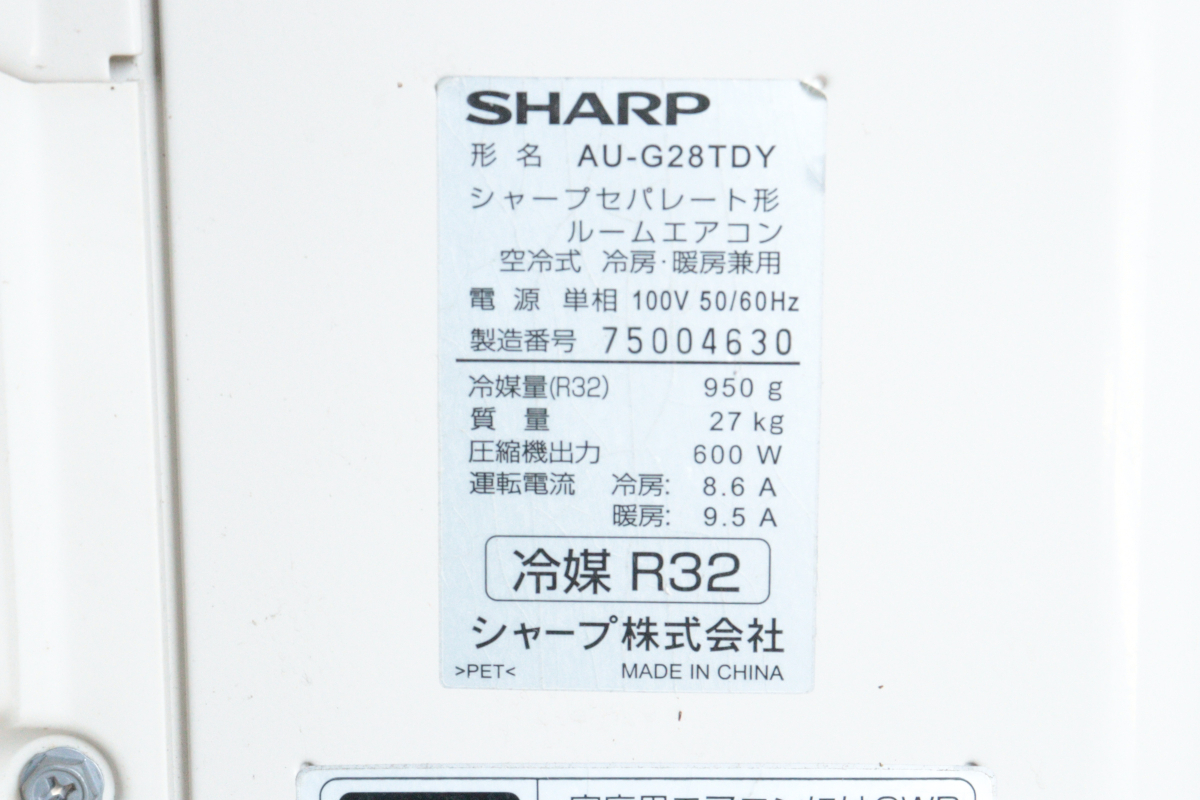 SHARP
形 名 AU-G28TDY
シャープセパレート形
ルームエアコン
空冷式 冷房・暖房兼用
電 源 単相 100V 50/60Hz
製造番号 75004630
冷媒量(R32) 950 g
質 量 27 kg
圧縮機出力 600 W
運転電流 冷房: 8.6 A
暖房: 9.5 A
冷媒 R32
シャープ株式会社
>PET< MADE IN CHINA